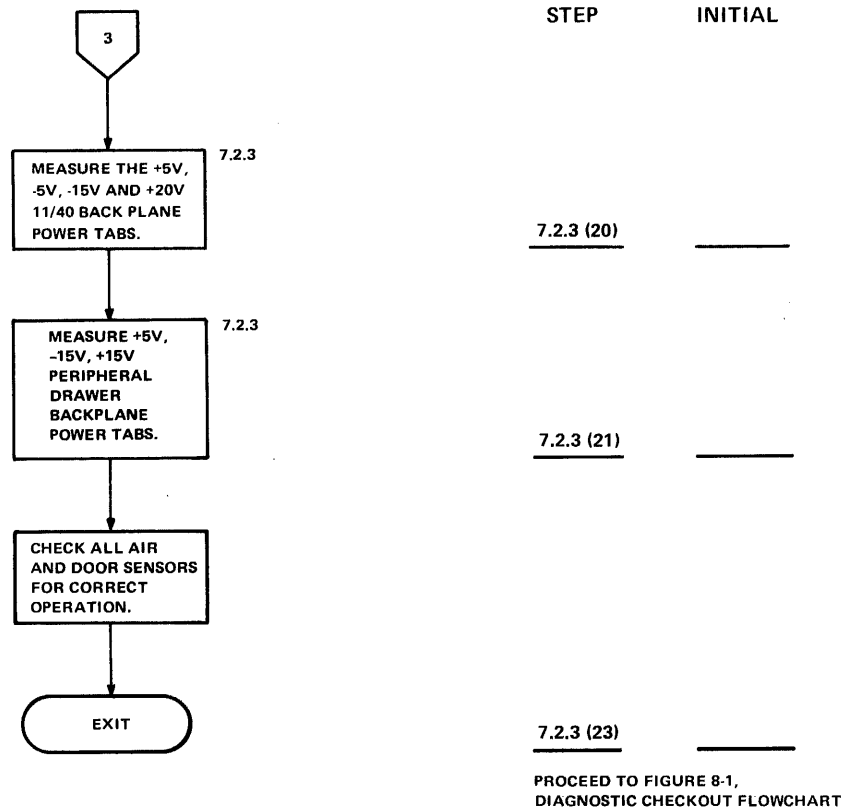 STEP INITIAL
3
7.2.3
MEASURE THE +5V,
-5V, -15V AND +20V
11/40 BACK PLANE
POWER TABS.
7.2.3 (20)
7.2.3
MEASURE +5V,
-15V, +15V
PERIPHERAL
DRAWER
BACKPLANE
POWER TABS.
7.2.3 (21)
CHECK ALL AIR
AND DOOR SENSORS
FOR CORRECT
OPERATION.
EXIT
7.2.3 (23)
PROCEED TO FIGURE 8-1,
DIAGNOSTIC CHECKOUT FLOWCHART